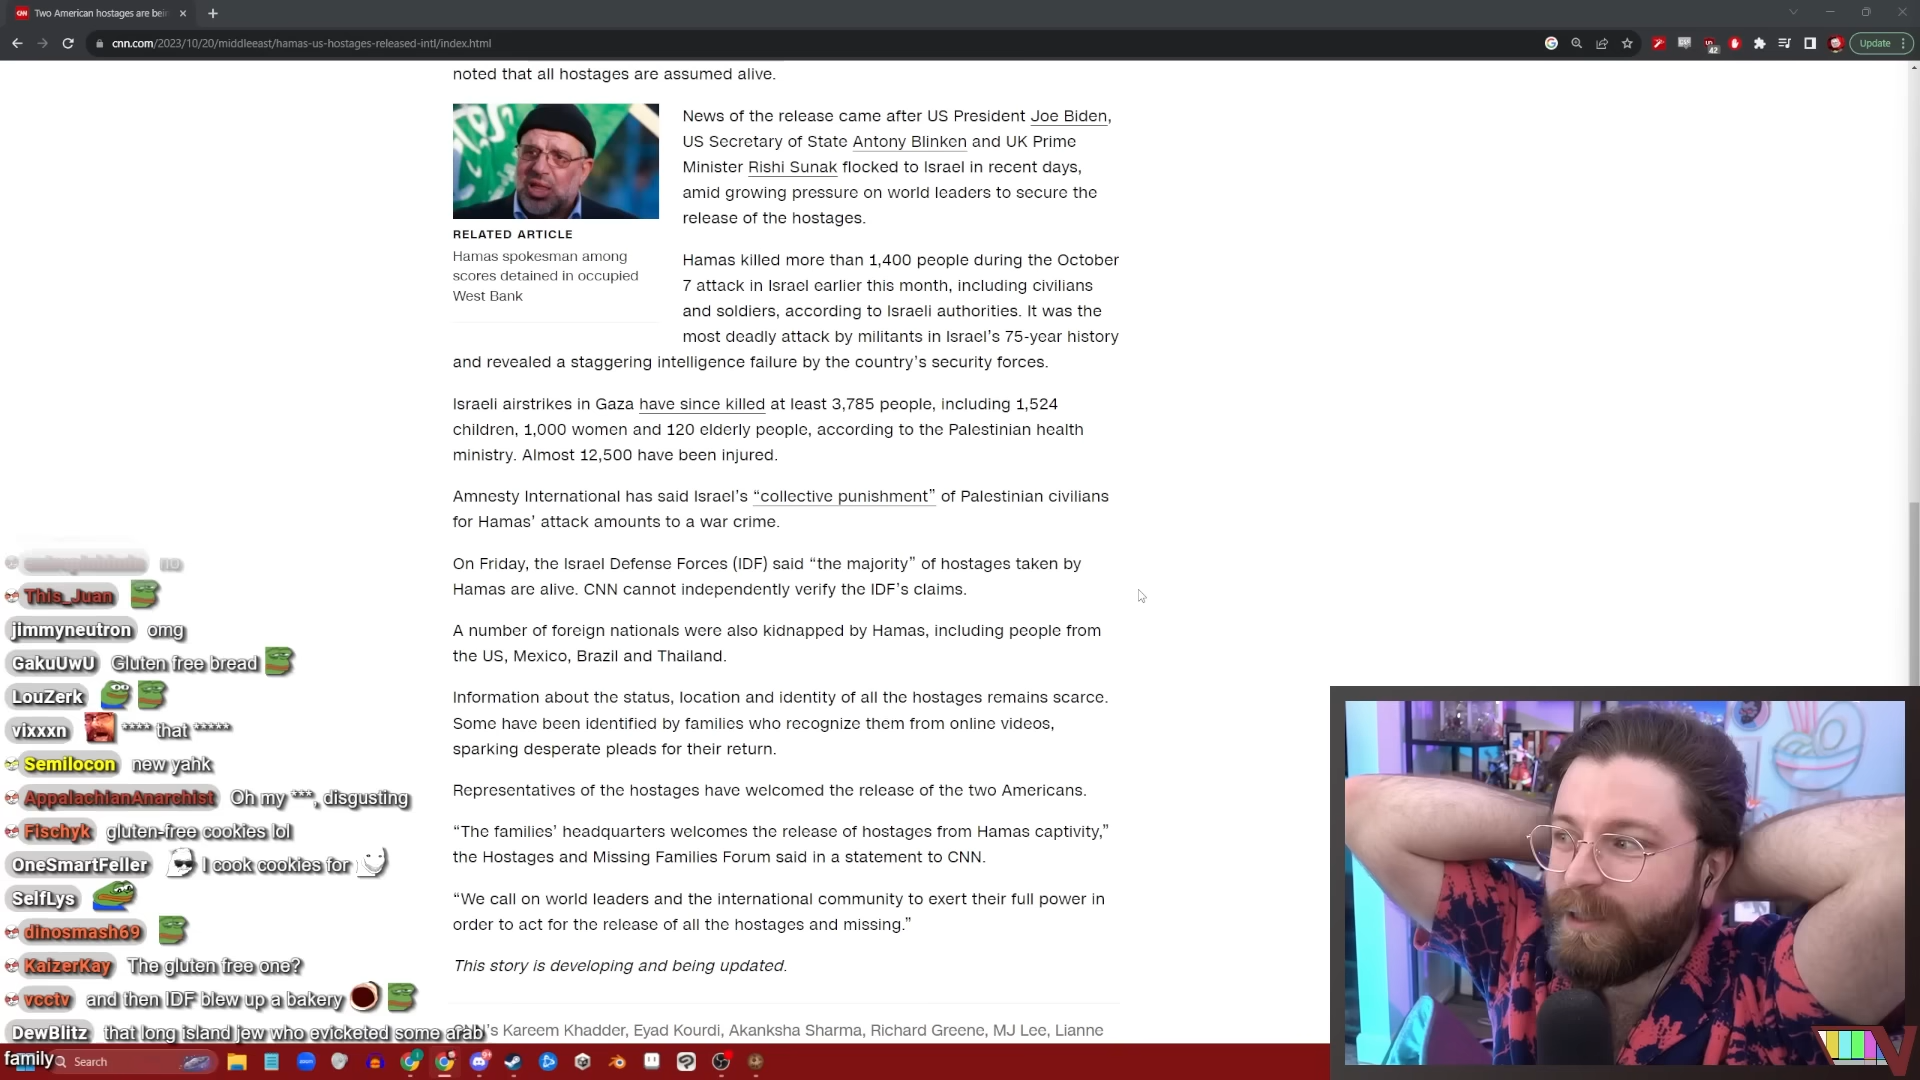 Two American hostages are bei
cnn.com/2023/10/20/middleeast/hamas-us-hostages-released-intl/index.html
42
Update
noted that all hostages are assumed alive.
RELATED ARTICLE
Hamas spokesman among
scores detained in occupied
West Bank
News of the release came after US President Joe Biden,
US Secretary of State Antony Blinken and UK Prime
Minister Rishi Sunak flocked to Israel in recent days,
amid growing pressure on world leaders to secure the
release of the hostages.
Hamas killed more than 1,400 people during the October
7 attack in Israel earlier this month, including civilians
and soldiers, according to Israeli authorities. It was the
most deadly attack by militants in Israel’s 75-year history
and revealed a staggering intelligence failure by the country’s security forces.
Israeli airstrikes in Gaza have since killed at least 3,785 people, including 1,524
children, 1,000 women and 120 elderly people, according to the Palestinian health
ministry. Almost 12,500 have been injured.
Amnesty International has said Israel’s “collective punishment” of Palestinian civilians
for Hamas’ attack amounts to a war crime.
On Friday, the Israel Defense Forces (IDF) said “the majority” of hostages taken by
Hamas are alive. CNN cannot independently verify the IDF’s claims.
A number of foreign nationals were also kidnapped by Hamas, including people from
the US, Mexico, Brazil and Thailand.
Information about the status, location and identity of all the hostages remains scarce.
Some have been identified by families who recognize them from online videos,
sparking desperate pleads for their return.
Representatives of the hostages have welcomed the release of the two Americans.
“The families’ headquarters welcomes the release of hostages from Hamas captivity,”
the Hostages and Missing Families Forum said in a statement to CNN.
“We call on world leaders and the international community to exert their full power in
order to act for the release of all the hostages and missing.”
This story is developing and being updated.
CNN’s Kareem Khadder, Eyad Kourdi, Akanksha Sharma, Richard Greene, MJ Lee, Lianne
no
This_Juan
jimmyneutron omg
GakuUwU Gluten free bread
LouZerk
vixxxn **** that *****
Semilocon new yahk
AppalachianAnarchist Oh my ***, disgusting
Fischyk gluten-free cookies lol
OneSmartFeller I cook cookies for
SelfLys
dinosmash69
KaizerKay The gluten free one?
vcctv and then IDF blew up a bakery
DewBlitz that long island jew who evicketed some arab
family
Search